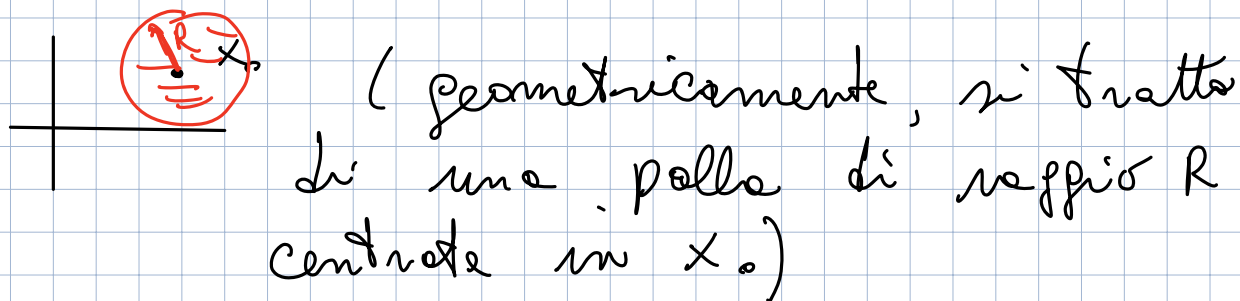 R x₀
(geometricamente, si tratta
di una palla di raggio R
centrata in x₀)